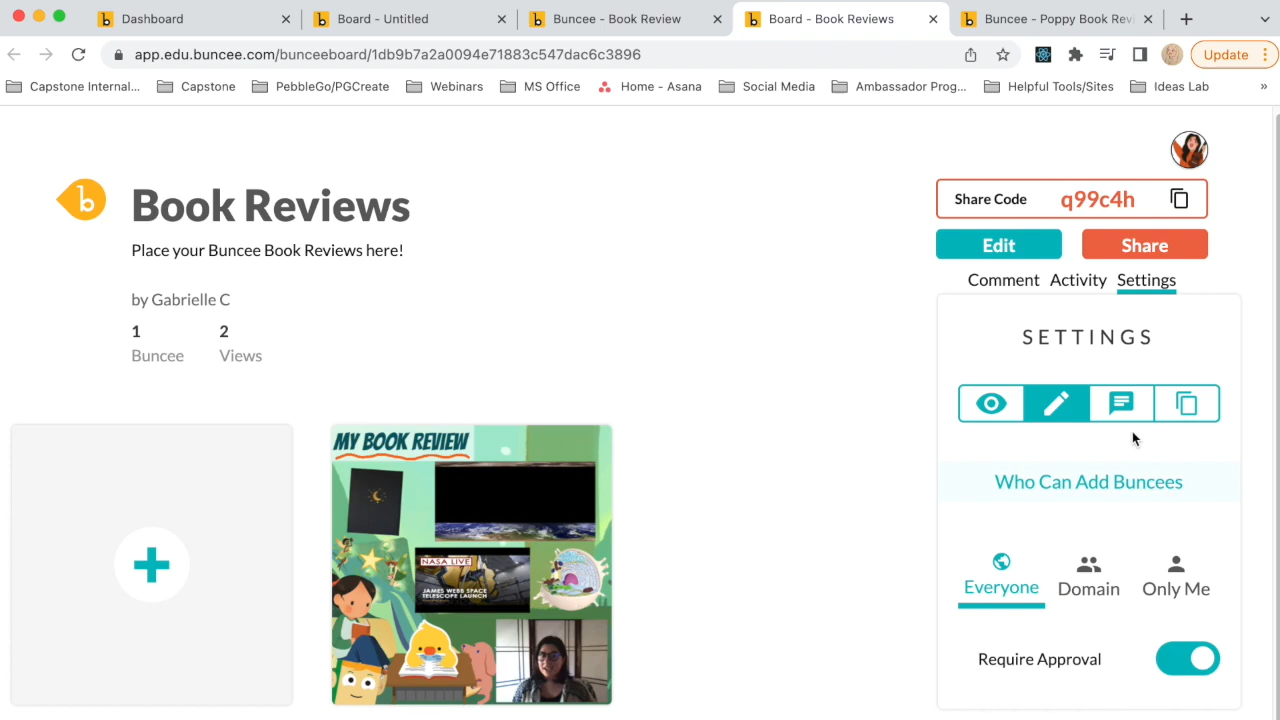 Dashboard
Board - Untitled
Buncee - Book Review
Board - Book Reviews
Buncee - Poppy Book Revi
app.edu.buncee.com/bunceeboard/1db9b7a2a0094e71883c547dac6c3896
Update
Capstone Internal...
Capstone
PebbleGo/PGCreate
Webinars
MS Office
Home - Asana
Social Media
Ambassador Prog...
Helpful Tools/Sites
Ideas Lab
»
b
Book Reviews
Place your Buncee Book Reviews here!
by Gabrielle C
1 2
Buncee Views
Share Code q99c4h
Edit Share
Comment Activity Settings
SETTINGS
Who Can Add Buncees
Everyone Domain Only Me
Require Approval
MY BOOK REVIEW
NASA LIVE
JAMES WEBB SPACE
TELESCOPE LAUNCH